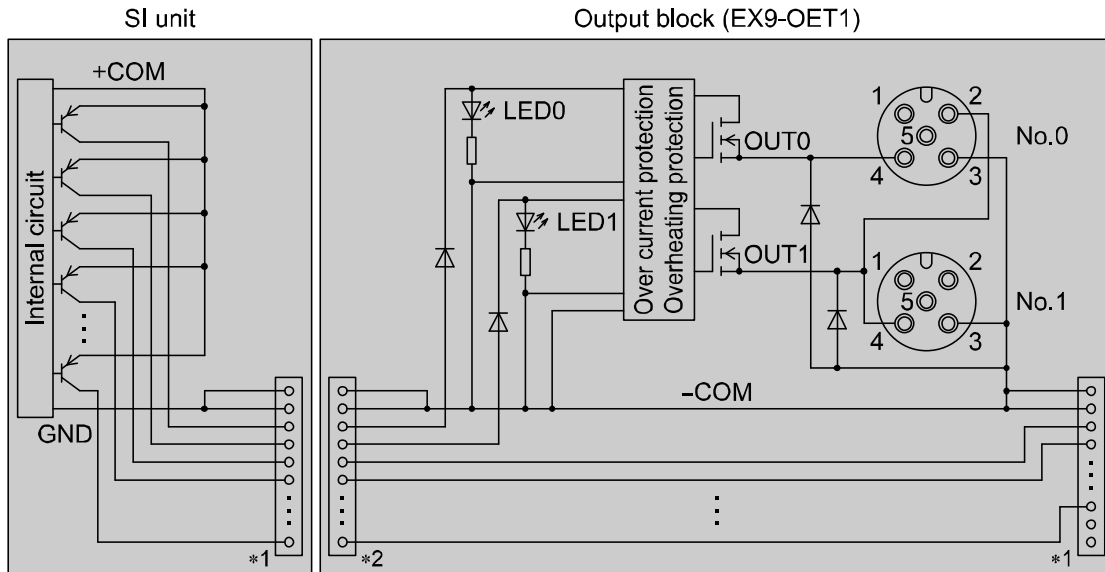 SI unit
Output block (EX9-OET1)
+COM
Internal circuit
GND
*1
LED0
LED1
Over current protection
Overheating protection
OUT0
OUT1
1
2
5
4
3
No.0
1
2
5
4
3
No.1
−COM
*2
*1